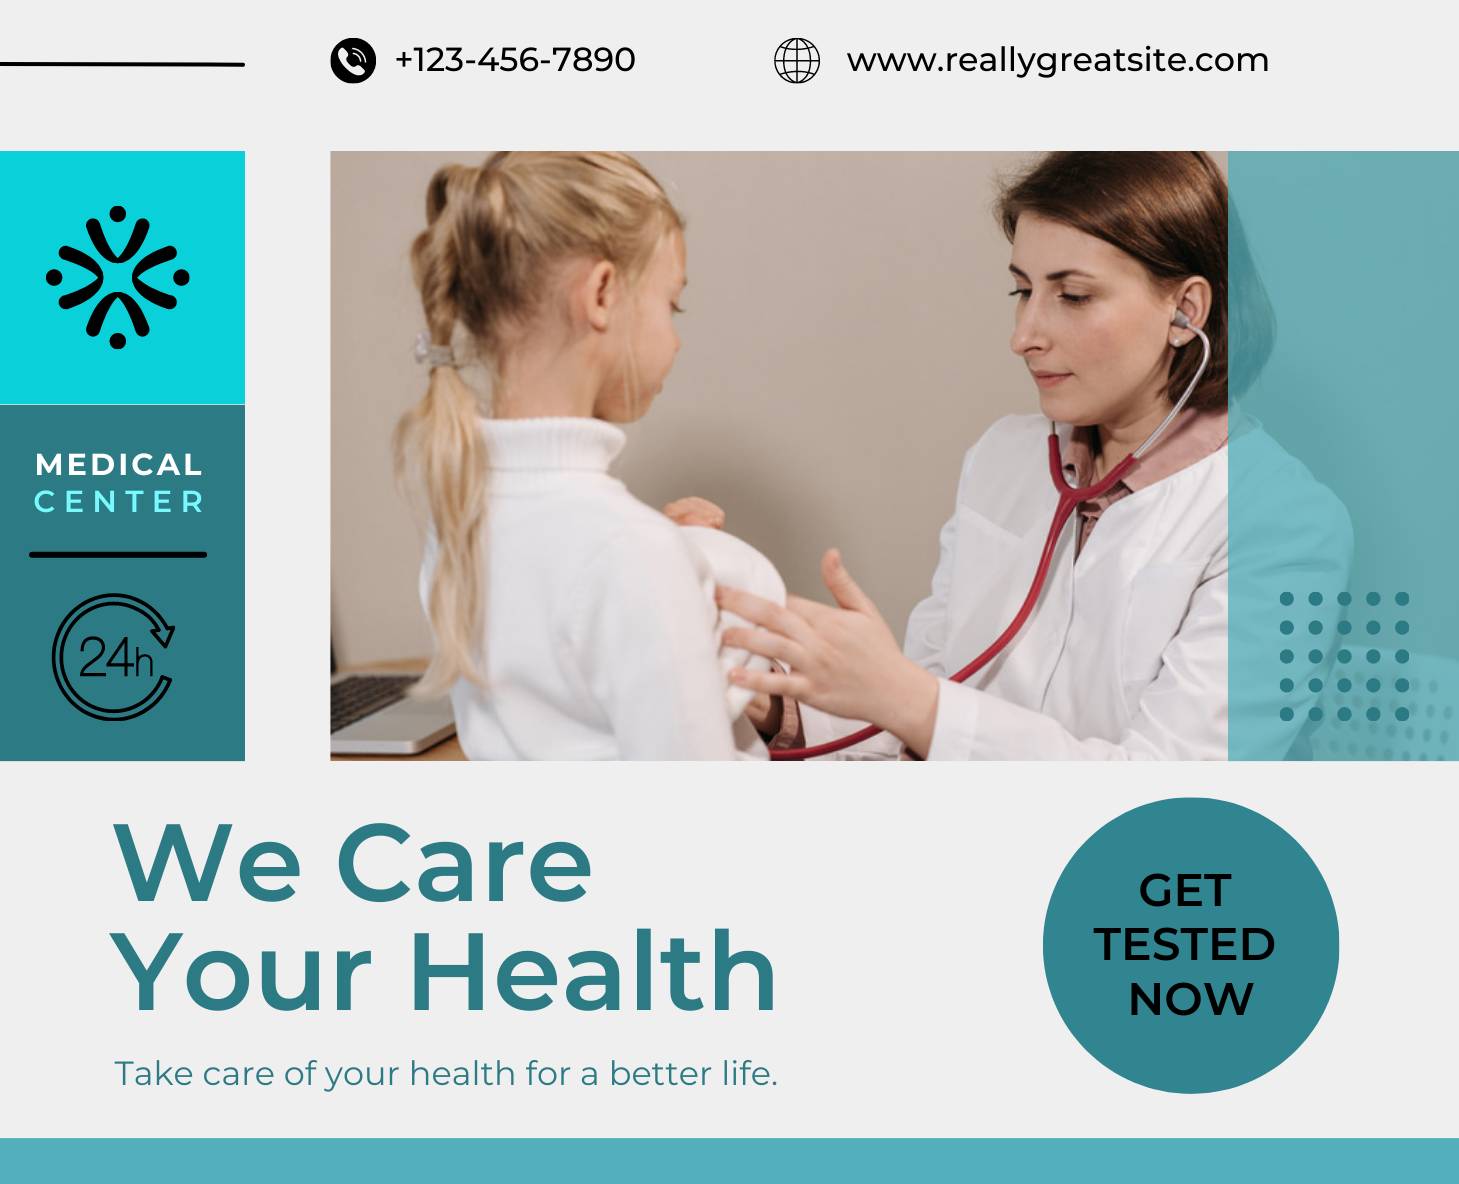 +123-456-7890
www.reallygreatsite.com
MEDICAL
CENTER
24h
We Care
Your Health
Take care of your health for a better life.
GET
TESTED
NOW